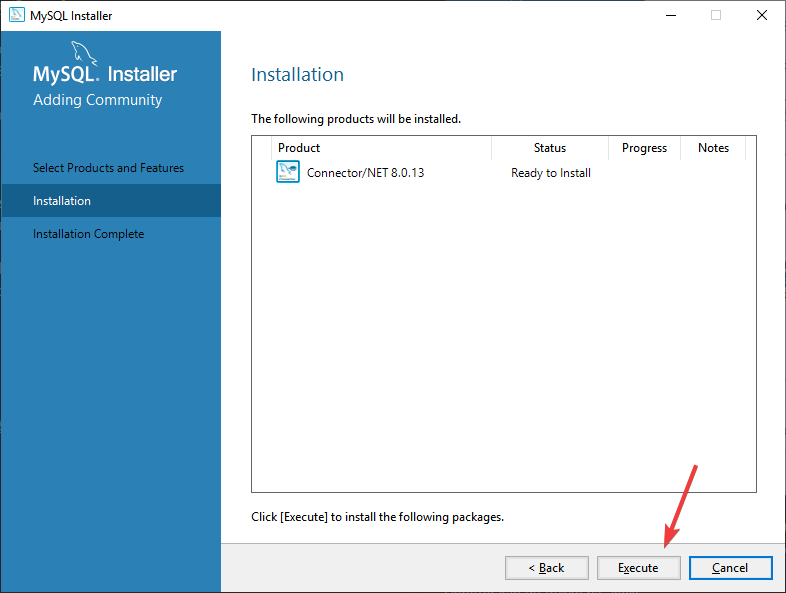 MySQL Installer
MySQL. Installer
Adding Community
Select Products and Features
Installation
Installation Complete
Installation
The following products will be installed.
Product Status Progress Notes
Connector/NET 8.0.13 Ready to Install
Click [Execute] to install the following packages.
< Back Execute Cancel